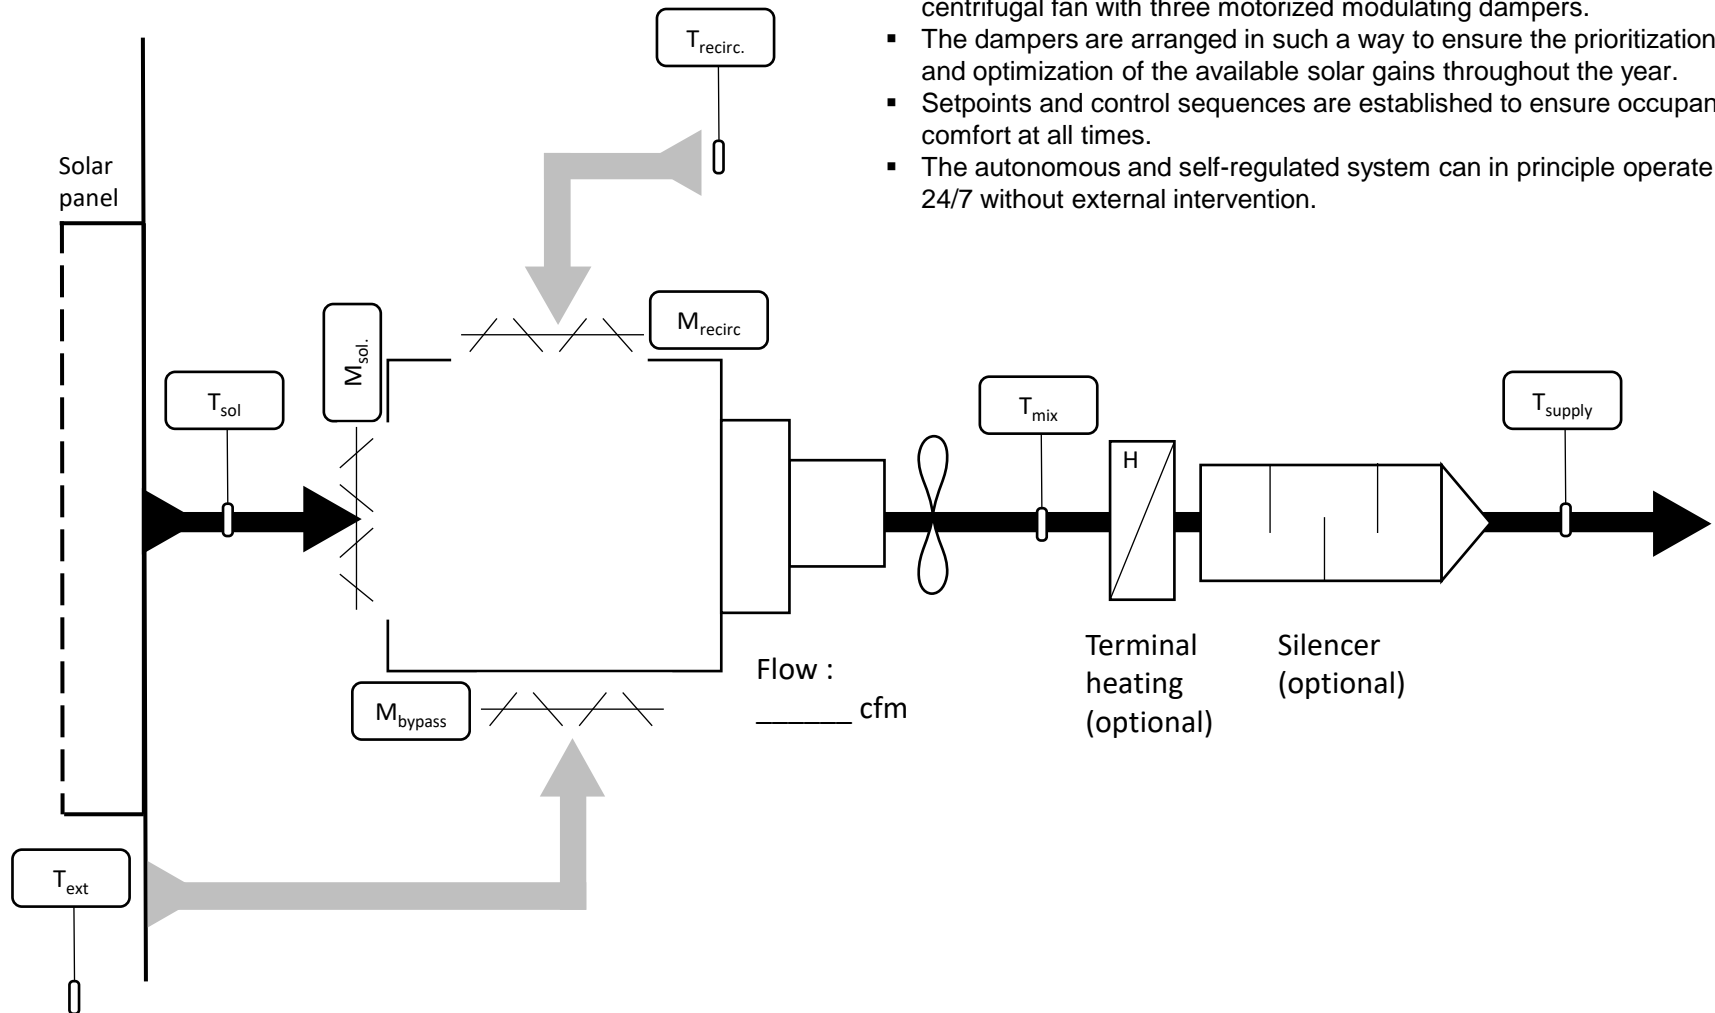 centrifugal fan with three motorized modulating dampers.
▪ The dampers are arranged in such a way to ensure the prioritization
and optimization of the available solar gains throughout the year.
▪ Setpoints and control sequences are established to ensure occupan
comfort at all times.
▪ The autonomous and self-regulated system can in principle operate
24/7 without external intervention.
Trecirc.
Solar
panel
Mrecirc
Msol.
Tsol
Tmix
Tsupply
H
Terminal
heating
(optional)
Silencer
(optional)
Flow :
______ cfm
Mbypass
Text